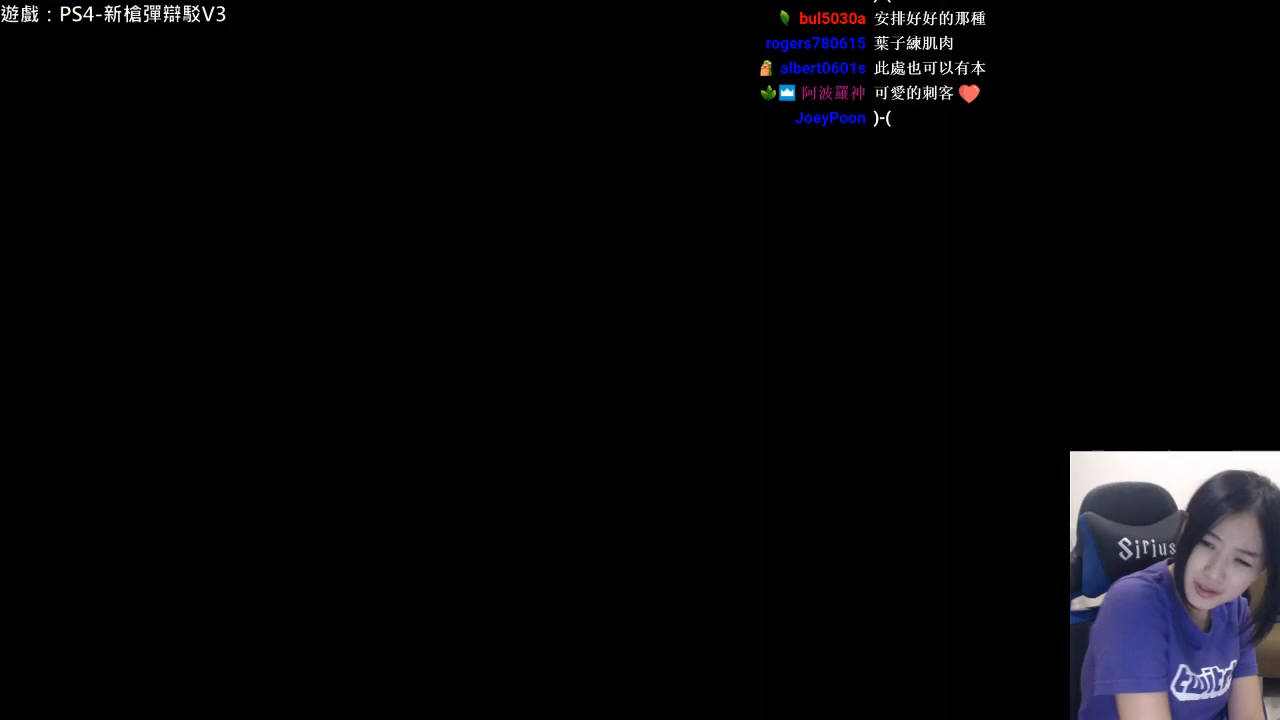 遊戲：PS4-新槍彈辯駁V3
bul5030a 安排好好的那種
rogers780615 葉子練肌肉
albert0601s 此處也可以有本
阿波羅神 可愛的刺客
JoeyPoon )-(
Sirius
twitch